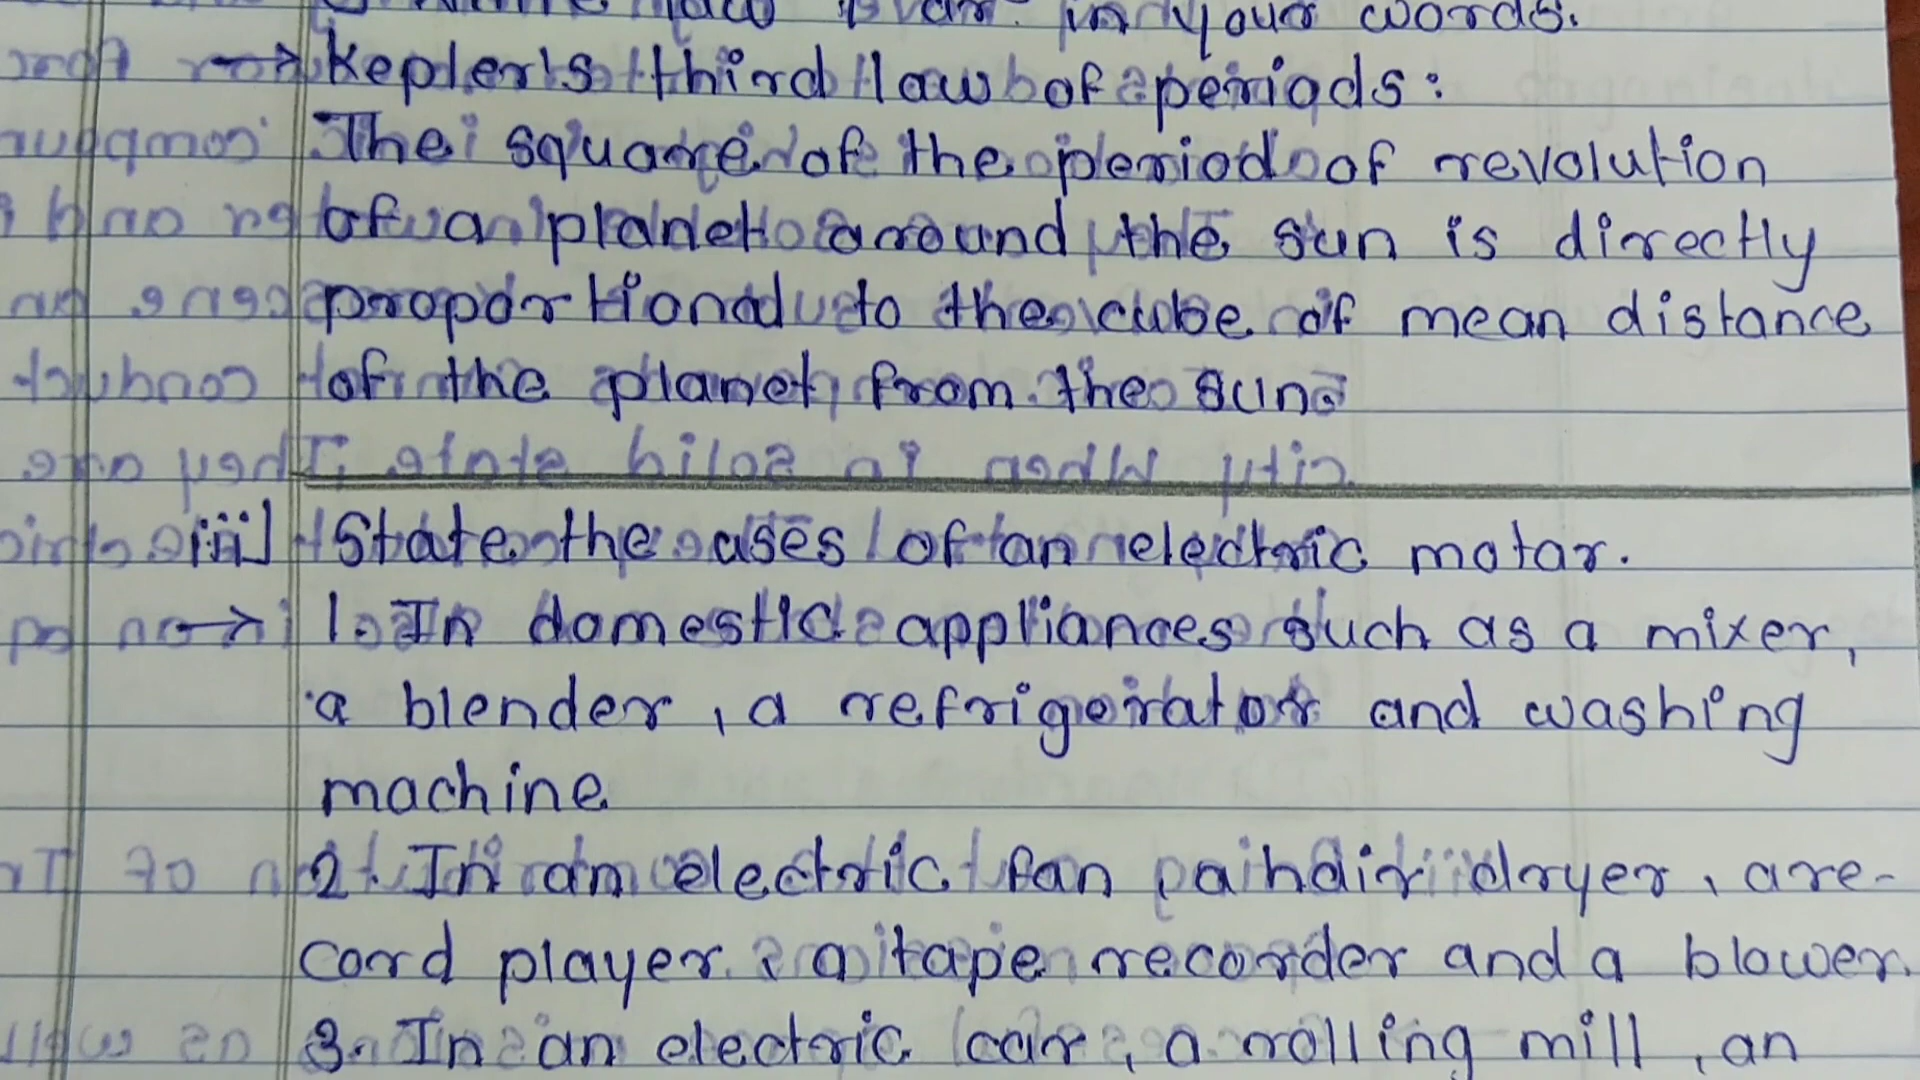 law in your words.
→ Kepler's third law of periods:
The square of the period of revolution
of a planet around the sun is directly
proportional to the cube of mean distance
of the planet from the sun.
iii] State the uses of an electric motor.
→ 1. In domestic appliances such as a mixer,
a blender, a refrigerator and washing
machine
2. In an electric fan, a hair dryer, a re-
cord player, a tape recorder and a blower.
3. In an electric car, a rolling mill, an